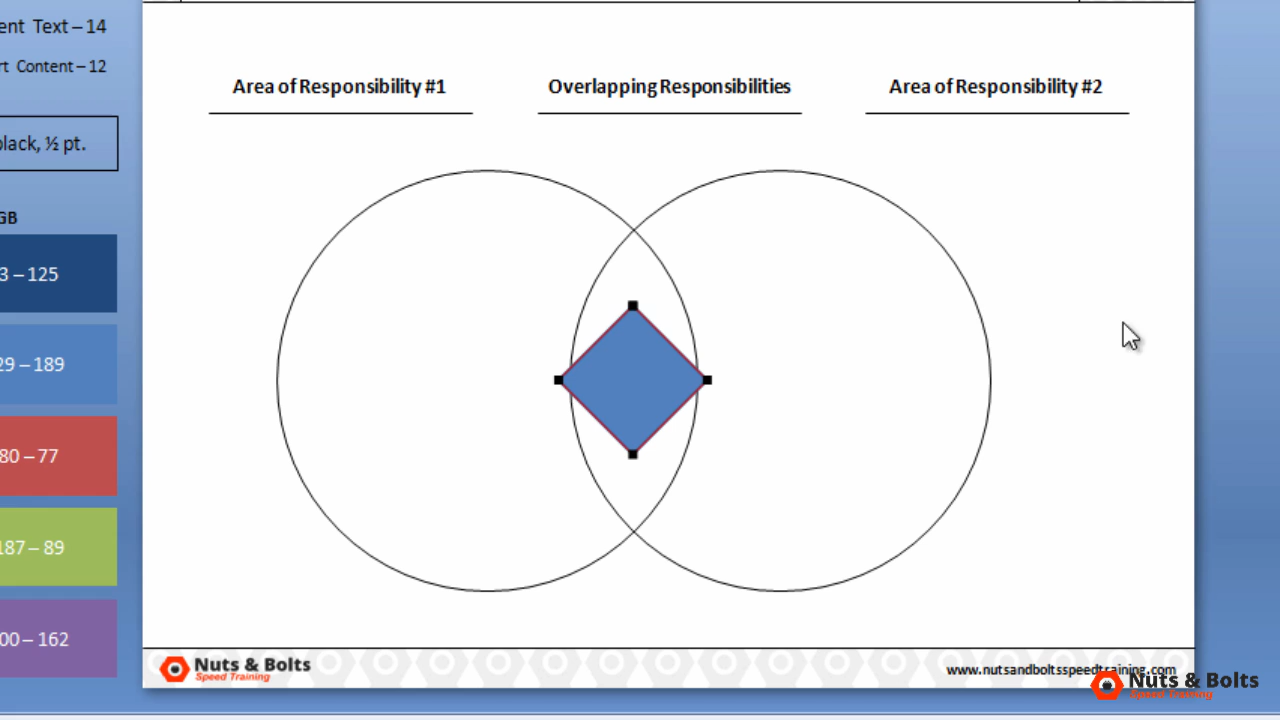 ent Text – 14
rt Content – 12
black, ½ pt.
GB
3 – 125
29 – 189
80 – 77
187 – 89
00 – 162
Area of Responsibility #1
Overlapping Responsibilities
Area of Responsibility #2
Nuts & Bolts
Speed Training
www.nutsandboltsspeedtraining.com
Nuts & Bolts
Speed Training